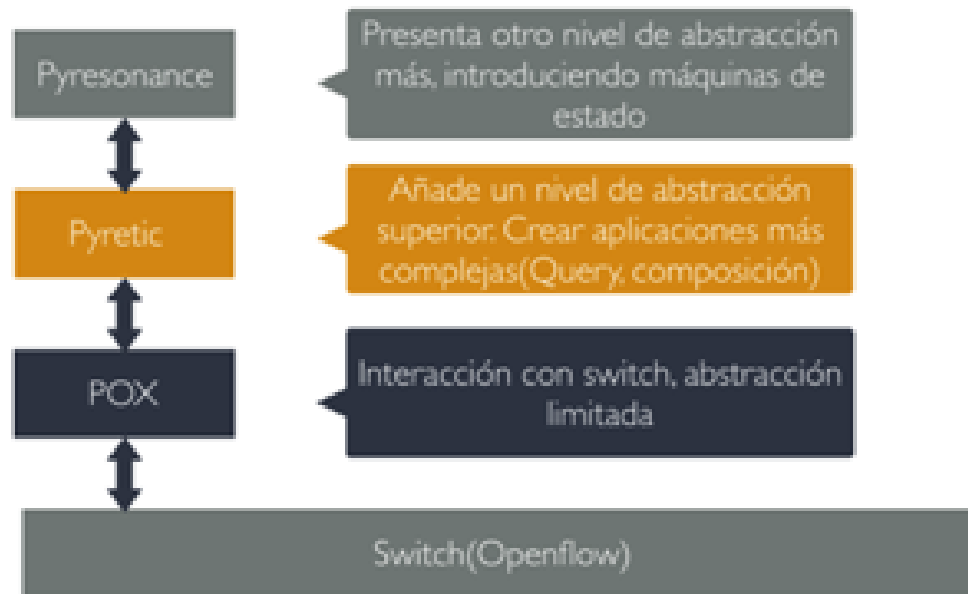 Pyresonance
Presenta otro nivel de abstracción
más, introduciendo máquinas de
estado
Pyretic
Añade un nivel de abstracción
superior. Crear aplicaciones más
complejas(Query, composición)
POX
Interacción con switch, abstracción
limitada
Switch(Openflow)